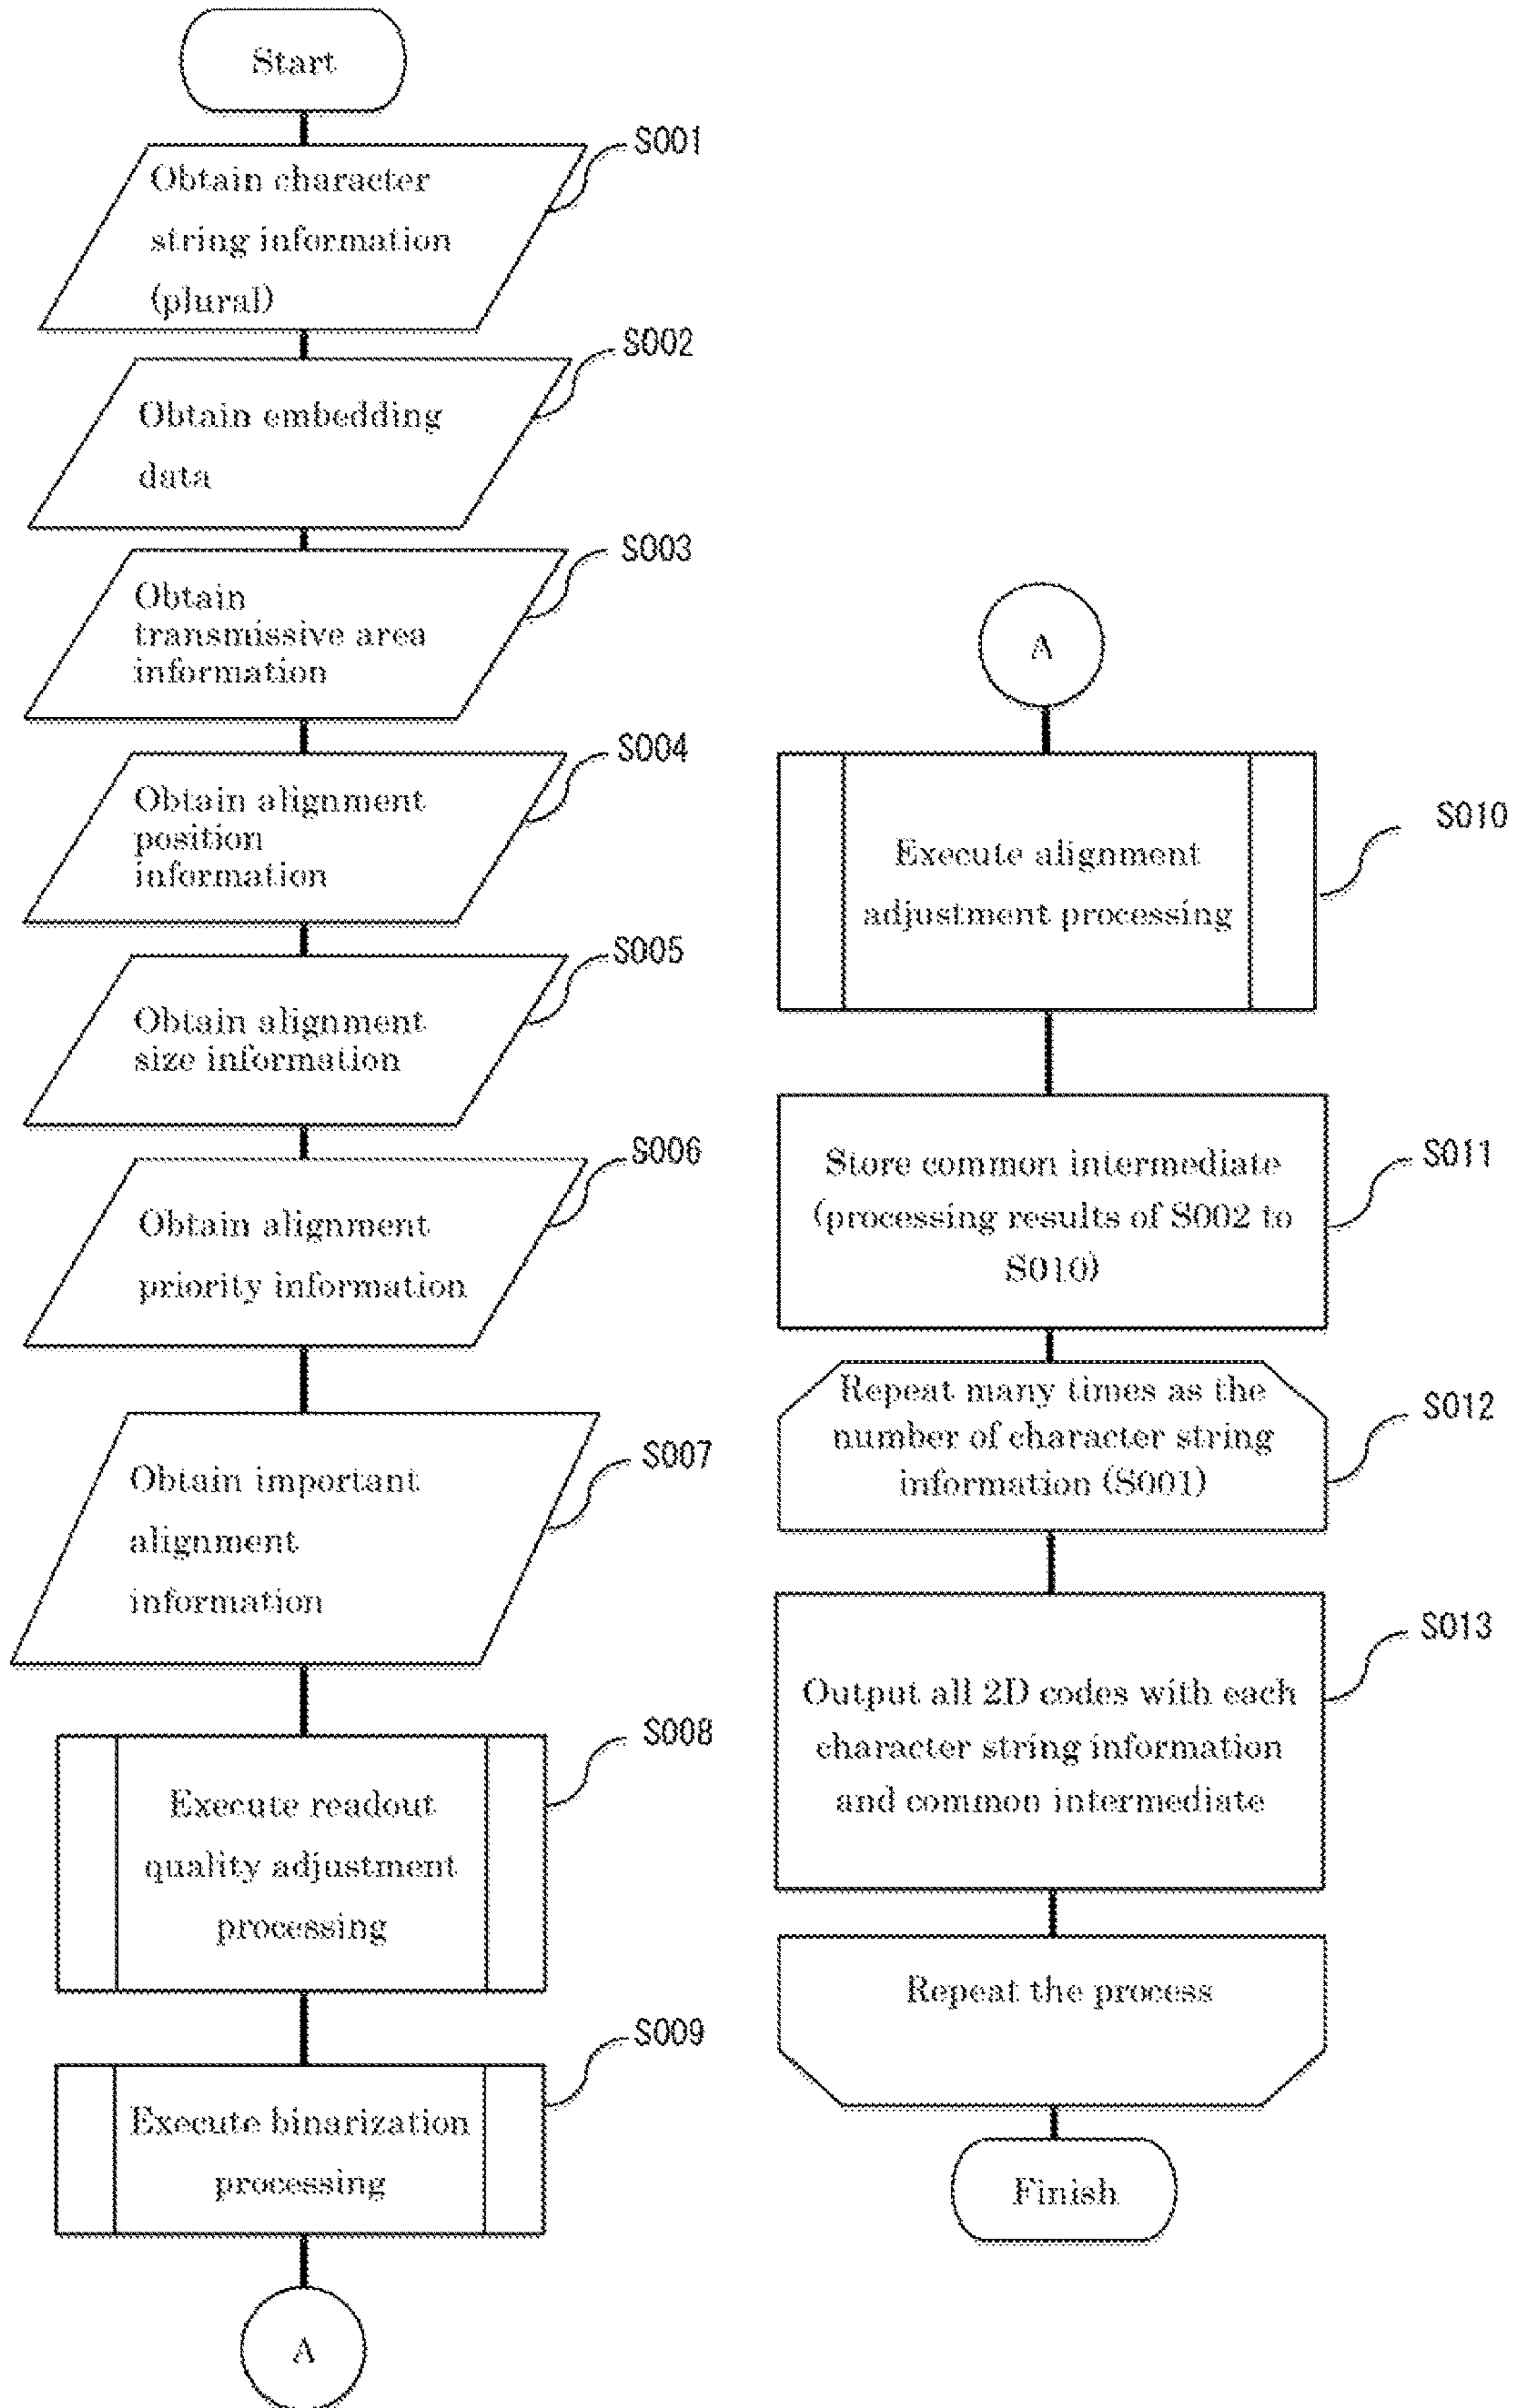 Start
S001
Obtain character
string information
(plural)
S002
Obtain embedding
data
S003
Obtain
transmissive area
information
S004
Obtain alignment
position
information
S005
Obtain alignment
size information
S006
Obtain alignment
priority information
S007
Obtain important
alignment
information
S008
Execute readout
quality adjustment
processing
S009
Execute binarization
processing
A
A
S010
Execute alignment
adjustment processing
S011
Store common intermediate
(processing results of S002 to
S010)
S012
Repeat many times as the
number of character string
information (S001)
S013
Output all 2D codes with each
character string information
and common intermediate
Repeat the process
Finish